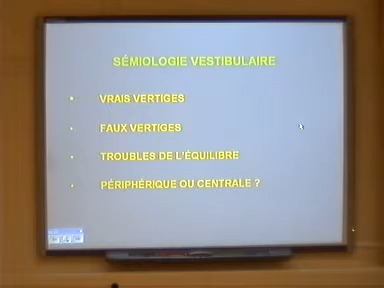 SÉMIOLOGIE VESTIBULAIRE
VRAIS VERTIGES
FAUX VERTIGES
TROUBLES DE L'ÉQUILIBRE
PÉRIPHÉRIQUE OU CENTRALE ?